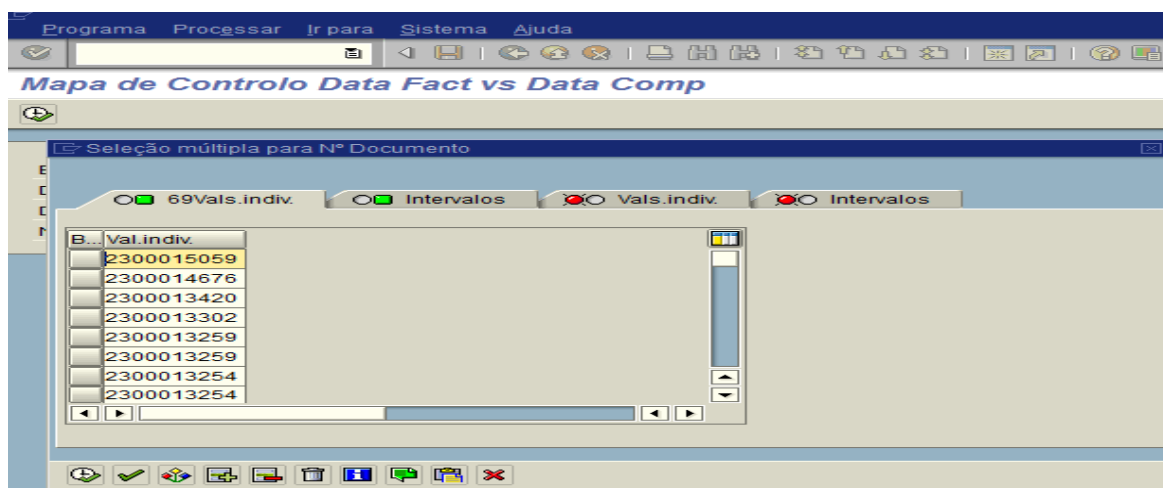 Programa Processar Ir para Sistema Ajuda
Mapa de Controlo Data Fact vs Data Comp
Seleção múltipla para Nº Documento
69Vals.indiv. Intervalos Vals.indiv. Intervalos
B... Val.indiv.
2300015059
2300014676
2300013420
2300013302
2300013259
2300013259
2300013254
2300013254